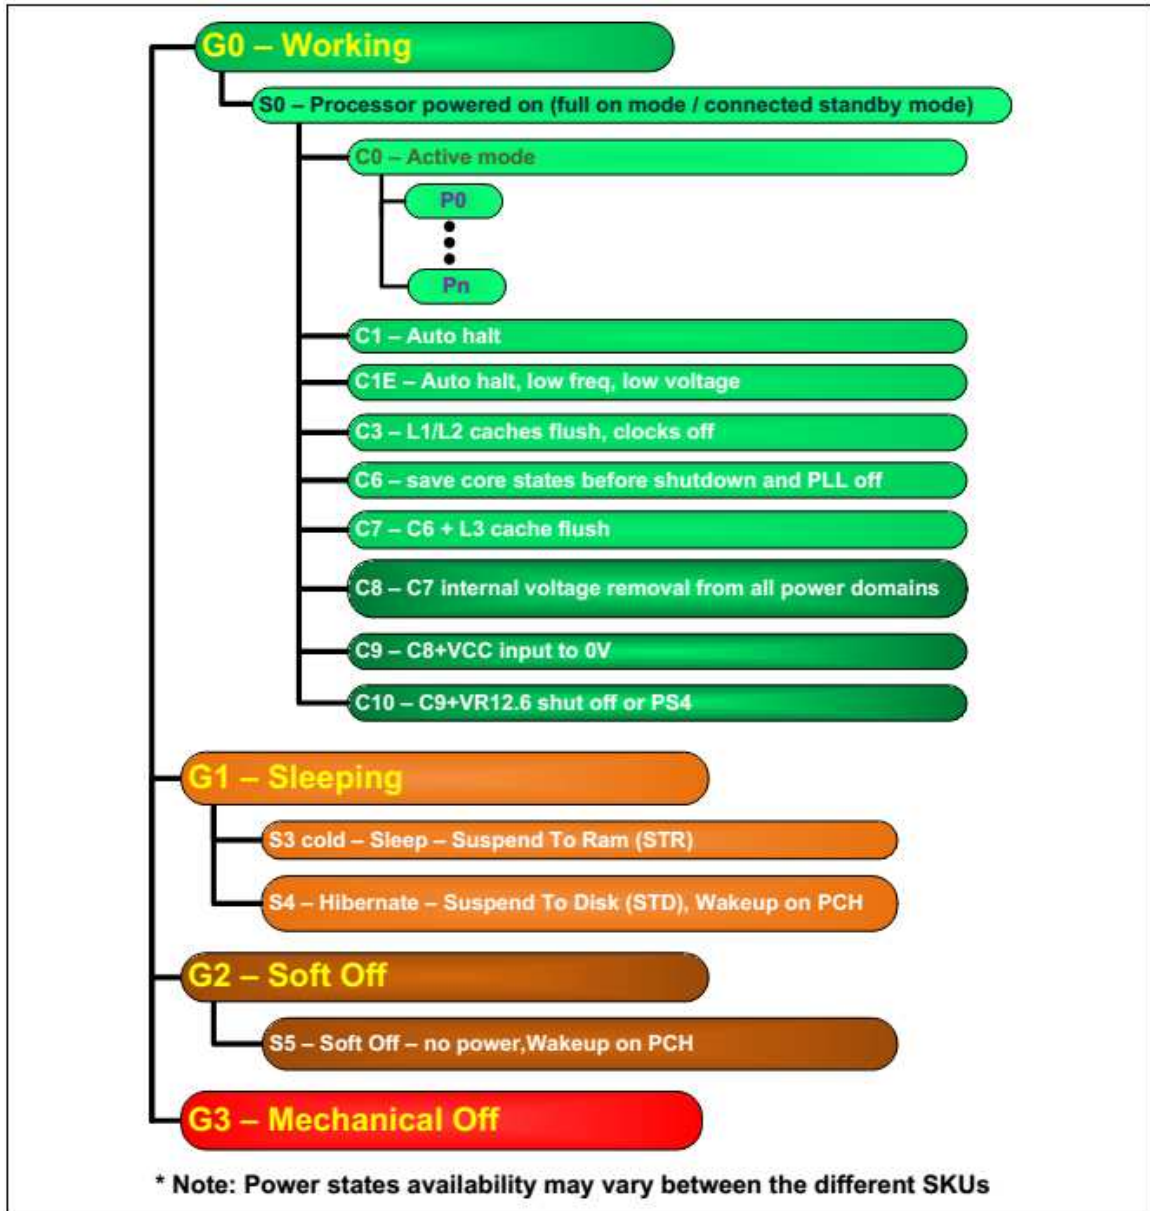 G0 – Working
S0 – Processor powered on (full on mode / connected standby mode)
C0 – Active mode
P0
Pn
C1 – Auto halt
C1E – Auto halt, low freq, low voltage
C3 – L1/L2 caches flush, clocks off
C6 – save core states before shutdown and PLL off
C7 – C6 + L3 cache flush
C8 – C7 internal voltage removal from all power domains
C9 – C8+VCC input to 0V
C10 – C9+VR12.6 shut off or PS4
G1 – Sleeping
S3 cold – Sleep – Suspend To Ram (STR)
S4 – Hibernate – Suspend To Disk (STD), Wakeup on PCH
G2 – Soft Off
S5 – Soft Off – no power,Wakeup on PCH
G3 – Mechanical Off
* Note: Power states availability may vary between the different SKUs